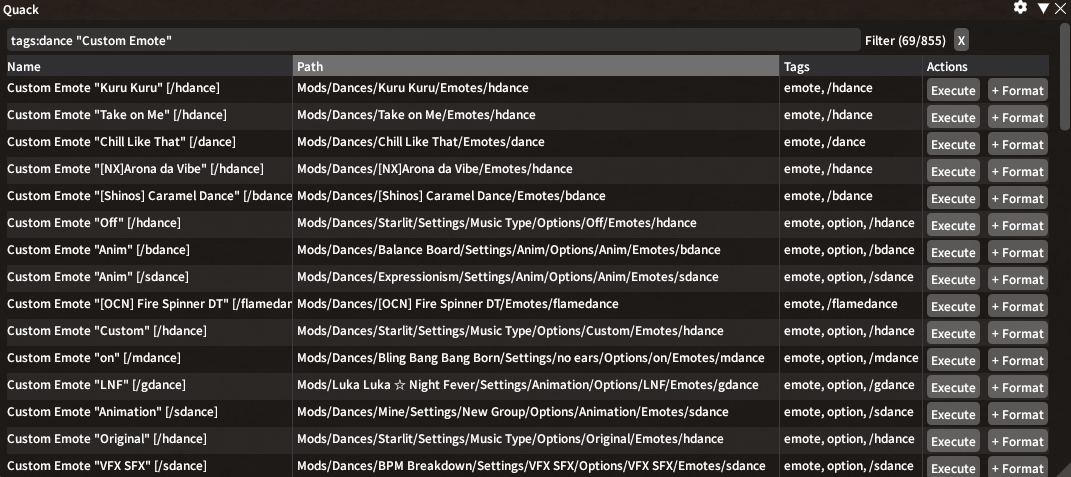 Quack
tags:dance "Custom Emote" Filter (69/855) X
Name Path Tags Actions
Custom Emote "Kuru Kuru" [/hdance] Mods/Dances/Kuru Kuru/Emotes/hdance emote, /hdance Execute + Format
Custom Emote "Take on Me" [/hdance] Mods/Dances/Take on Me/Emotes/hdance emote, /hdance Execute + Format
Custom Emote "Chill Like That" [/dance] Mods/Dances/Chill Like That/Emotes/dance emote, /dance Execute + Format
Custom Emote "[NX]Arona da Vibe" [/hdance] Mods/Dances/[NX]Arona da Vibe/Emotes/hdance emote, /hdance Execute + Format
Custom Emote "[Shinos] Caramel Dance" [/bdance Mods/Dances/[Shinos] Caramel Dance/Emotes/bdance emote, /bdance Execute + Format
Custom Emote "Off" [/hdance] Mods/Dances/Starlit/Settings/Music Type/Options/Off/Emotes/hdance emote, option, /hdance Execute + Format
Custom Emote "Anim" [/bdance] Mods/Dances/Balance Board/Settings/Anim/Options/Anim/Emotes/bdance emote, option, /bdance Execute + Format
Custom Emote "Anim" [/sdance] Mods/Dances/Expressionism/Settings/Anim/Options/Anim/Emotes/sdance emote, option, /sdance Execute + Format
Custom Emote "[OCN] Fire Spinner DT" [/flamedan Mods/Dances/[OCN] Fire Spinner DT/Emotes/flamedance emote, /flamedance Execute + Format
Custom Emote "Custom" [/hdance] Mods/Dances/Starlit/Settings/Music Type/Options/Custom/Emotes/hdance emote, option, /hdance Execute + Format
Custom Emote "on" [/mdance] Mods/Dances/Bling Bang Bang Born/Settings/no ears/Options/on/Emotes/mdance emote, option, /mdance Execute + Format
Custom Emote "LNF" [/gdance] Mods/Luka Luka ☆ Night Fever/Settings/Animation/Options/LNF/Emotes/gdance emote, option, /gdance Execute + Format
Custom Emote "Animation" [/sdance] Mods/Dances/Mine/Settings/New Group/Options/Animation/Emotes/sdance emote, option, /sdance Execute + Format
Custom Emote "Original" [/hdance] Mods/Dances/Starlit/Settings/Music Type/Options/Original/Emotes/hdance emote, option, /hdance Execute + Format
Custom Emote "VFX SFX" [/sdance] Mods/Dances/BPM Breakdown/Settings/VFX SFX/Options/VFX SFX/Emotes/sdance emote, option, /sdance Execute + Format